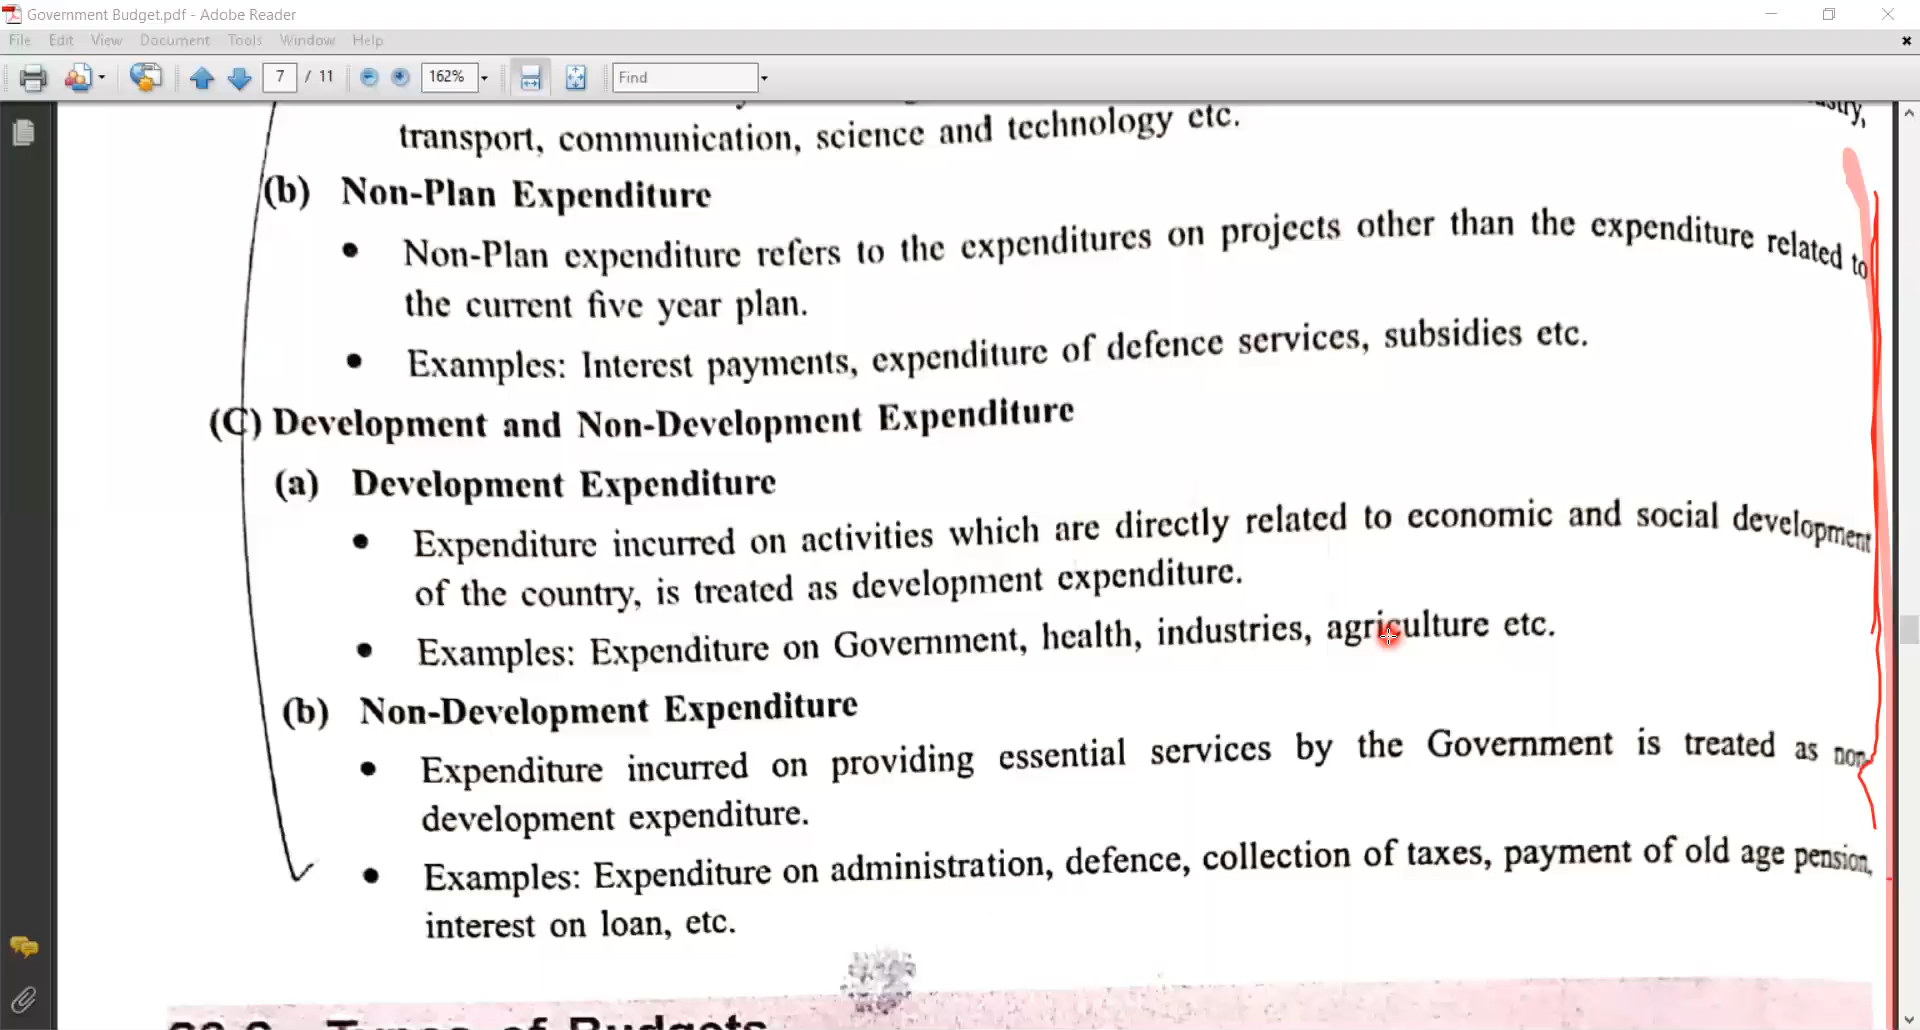 Government Budget.pdf - Adobe Reader
File Edit View Document Tools Window Help
7 / 11 162% Find
transport, communication, science and technology etc.
(b) Non-Plan Expenditure
• Non-Plan expenditure refers to the expenditures on projects other than the expenditure related to
the current five year plan.
• Examples: Interest payments, expenditure of defence services, subsidies etc.
(C) Development and Non-Development Expenditure
(a) Development Expenditure
• Expenditure incurred on activities which are directly related to economic and social development
of the country, is treated as development expenditure.
• Examples: Expenditure on Government, health, industries, agriculture etc.
(b) Non-Development Expenditure
• Expenditure incurred on providing essential services by the Government is treated as non-
development expenditure.
• Examples: Expenditure on administration, defence, collection of taxes, payment of old age pension,
interest on loan, etc.
Types of Budgets